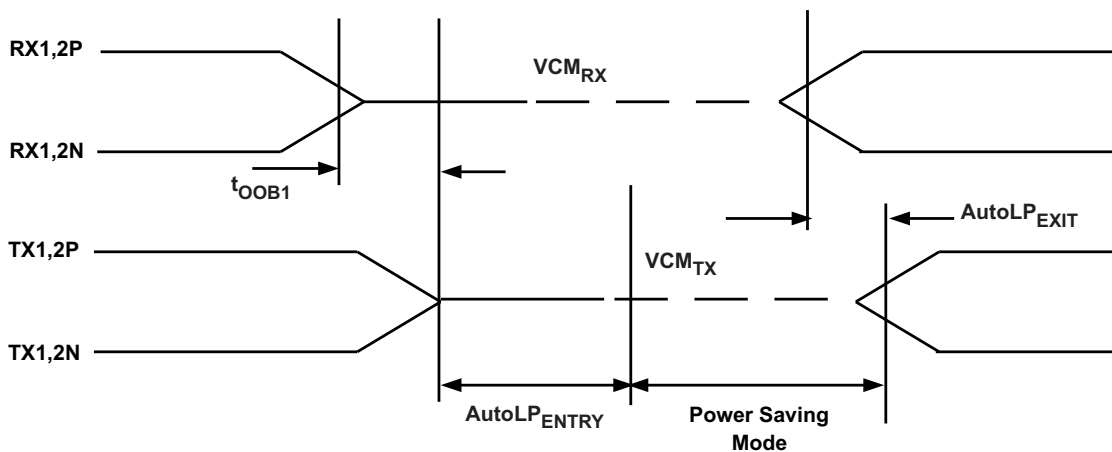 RX1,2P
VCMRX
RX1,2N
tOOB1
AutoLPEXIT
TX1,2P
VCMTX
TX1,2N
AutoLPENTRY
Power Saving
Mode